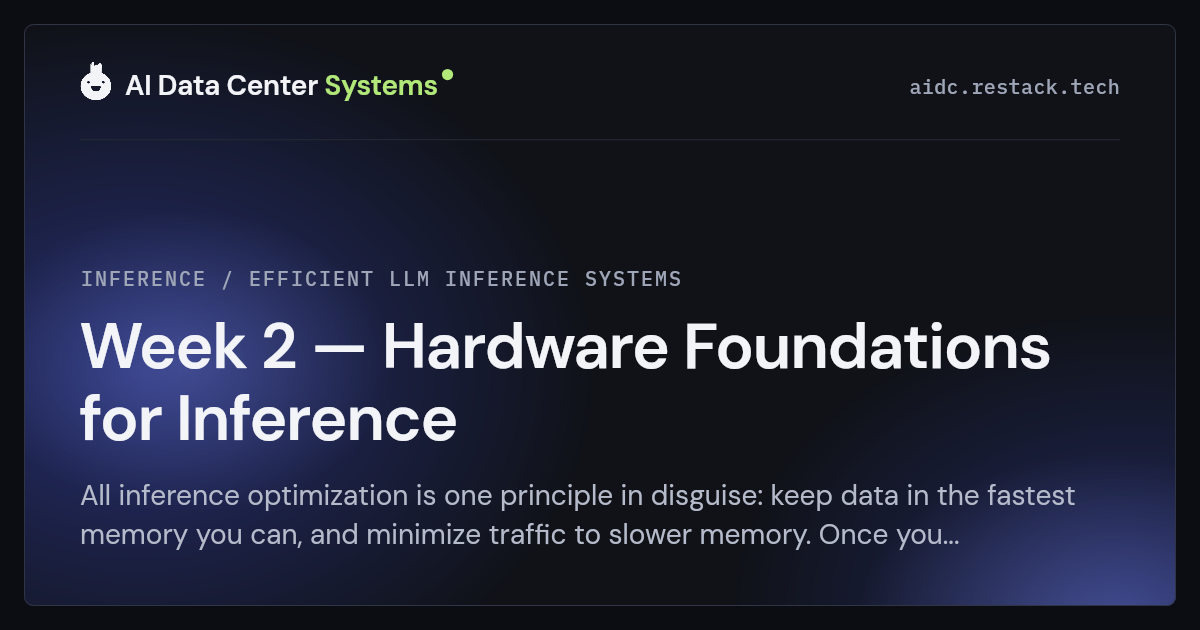 AI Data Center Systems
aidc.restack.tech
INFERENCE / EFFICIENT LLM INFERENCE SYSTEMS
Week 2 — Hardware Foundations
for Inference
All inference optimization is one principle in disguise: keep data in the fastest
memory you can, and minimize traffic to slower memory. Once you...